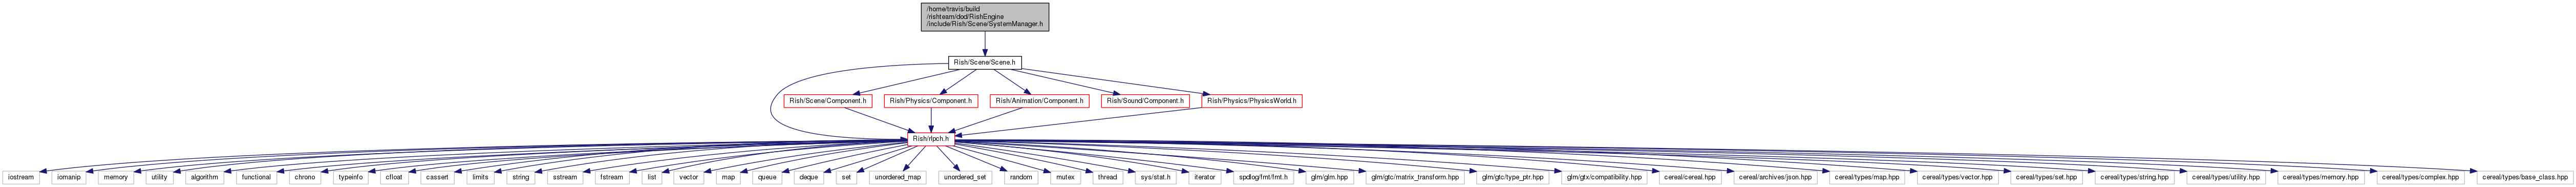 /home/travis/build
/rishteam/dod/RishEngine
/include/Rish/Scene/SystemManager.h
Rish/Scene/Scene.h
Rish/Scene/Component.h
Rish/Physics/Component.h
Rish/Animation/Component.h
Rish/Sound/Component.h
Rish/Physics/PhysicsWorld.h
Rish/rlpch.h
iostream
iomanip
memory
utility
algorithm
functional
chrono
typeinfo
cfloat
cassert
limits
string
sstream
fstream
list
vector
map
queue
deque
set
unordered_map
unordered_set
random
mutex
thread
sys/stat.h
iterator
spdlog/fmt/fmt.h
glm/glm.hpp
glm/gtc/matrix_transform.hpp
glm/gtc/type_ptr.hpp
glm/gtx/compatibility.hpp
cereal/cereal.hpp
cereal/archives/json.hpp
cereal/types/map.hpp
cereal/types/vector.hpp
cereal/types/set.hpp
cereal/types/string.hpp
cereal/types/utility.hpp
cereal/types/memory.hpp
cereal/types/complex.hpp
cereal/types/base_class.hpp